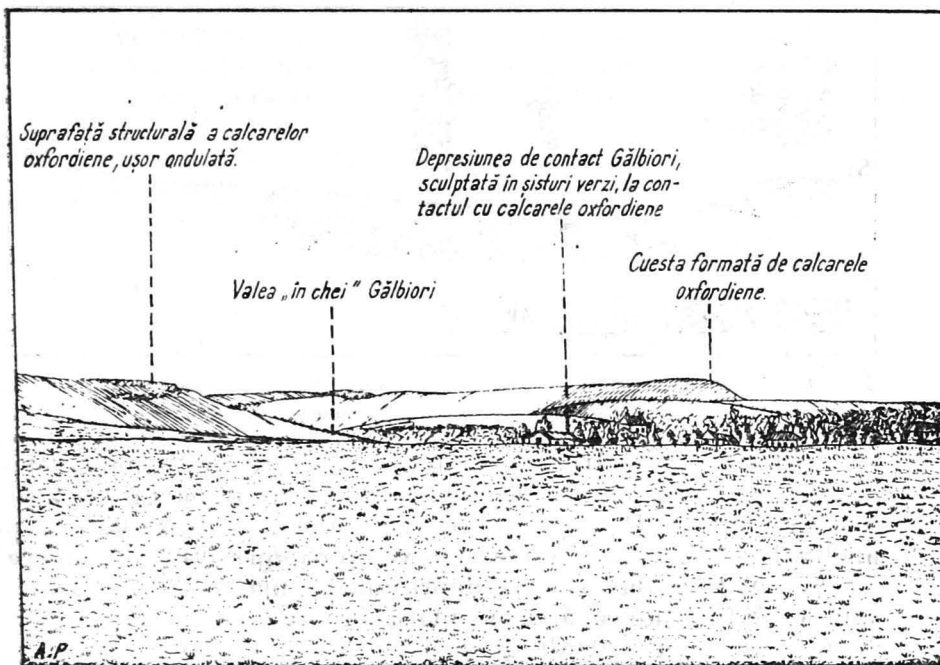 Suprafață structurală a calcarelor
oxfordiene, ușor ondulată.
Depresiunea de contact Gălbiori,
sculptată în șisturi verzi, la con-
tactul cu calcarele oxfordiene
Cuesta formată de calcarele
oxfordiene.
Valea „în chei" Gălbiori
A.P